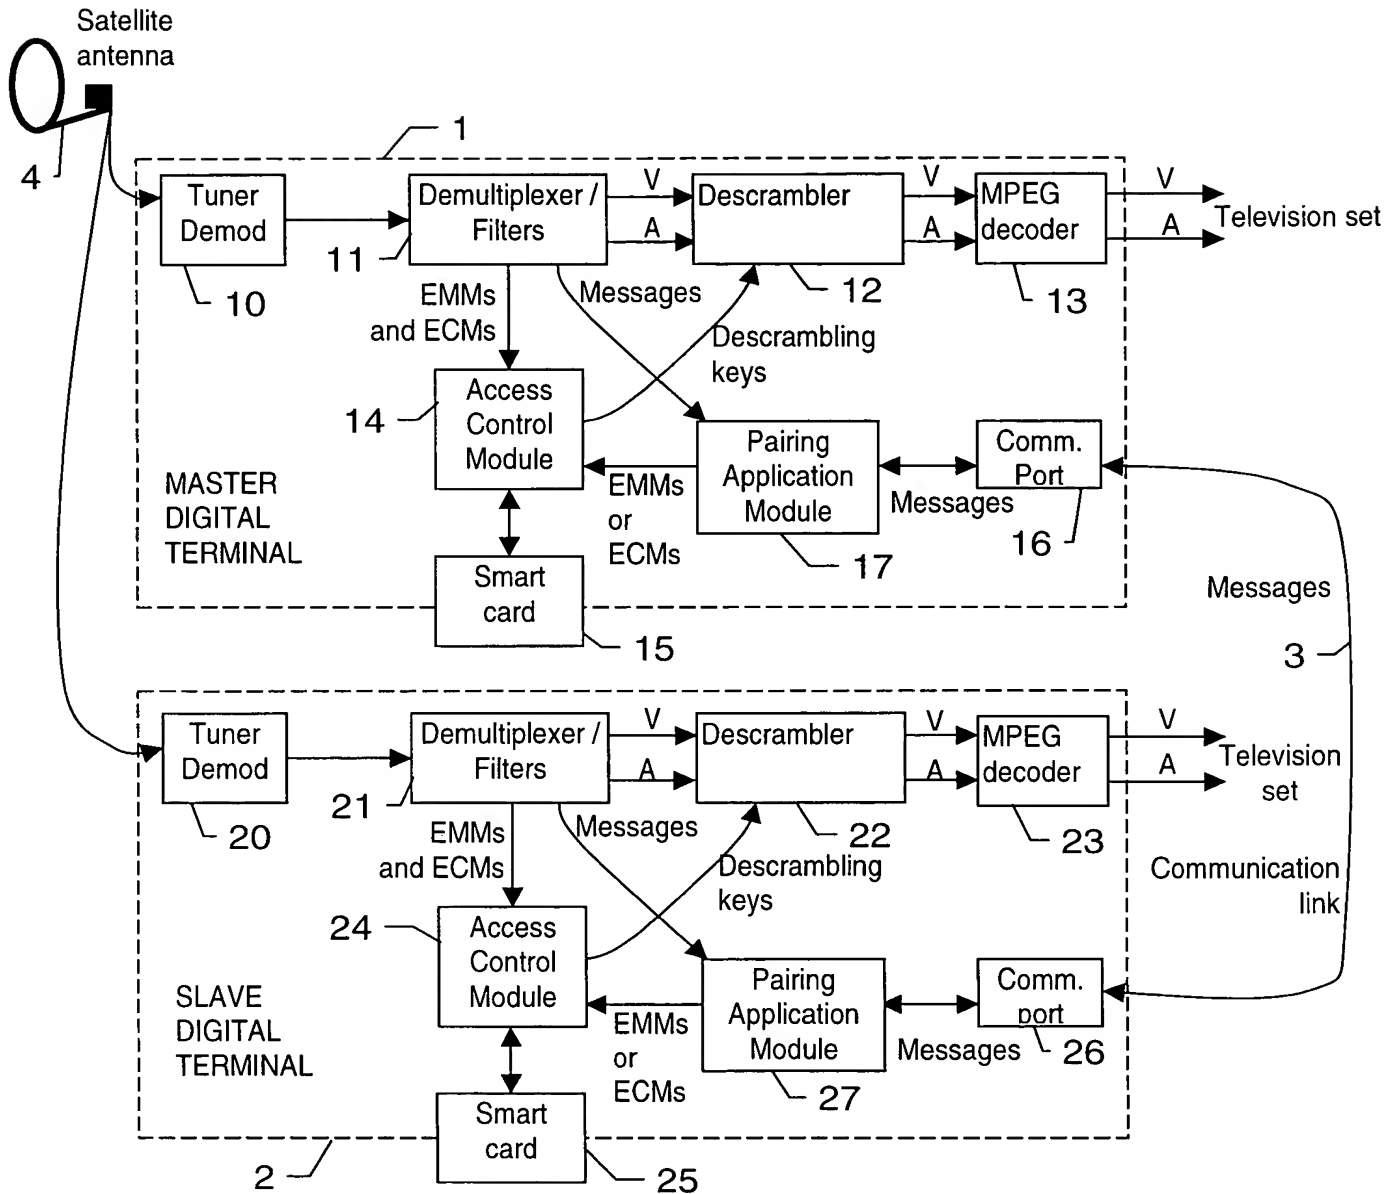 Satellite
antenna
4
1
Tuner
Demod
10
Demultiplexer /
Filters
11
V
A
Descrambler
12
V
A
MPEG
decoder
13
V
A
Television set
EMMs
and ECMs
Messages
Descrambling
keys
Access
Control
Module
14
Pairing
Application
Module
17
Comm.
Port
16
EMMs
or
ECMs
Messages
MASTER
DIGITAL
TERMINAL
Smart
card
15
Messages
3
Communication
link
Tuner
Demod
20
Demultiplexer /
Filters
21
V
A
Descrambler
22
V
A
MPEG
decoder
23
V
A
Television
set
EMMs
and ECMs
Messages
Descrambling
keys
Access
Control
Module
24
Pairing
Application
Module
27
Comm.
port
26
EMMs
or
ECMs
Messages
SLAVE
DIGITAL
TERMINAL
Smart
card
25
2